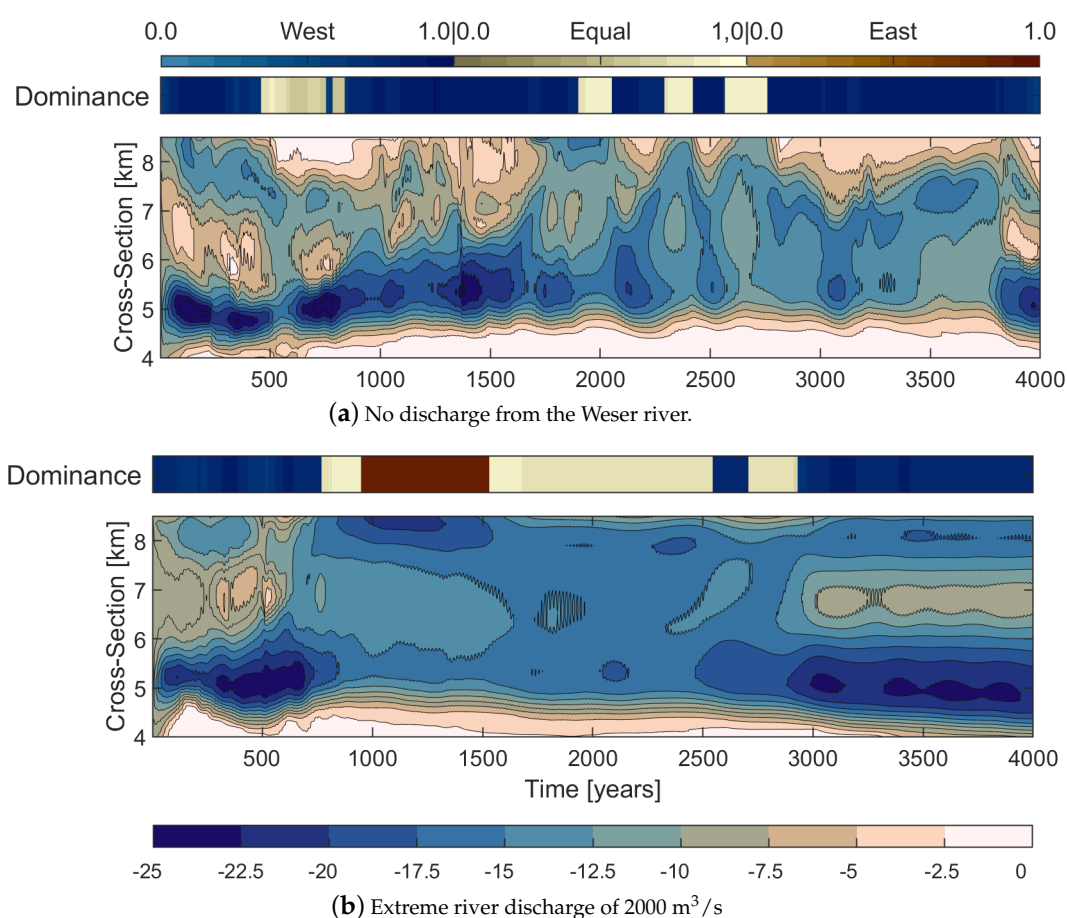 0.0 West 1.0|0.0 Equal 1,0|0.0 East 1.0
Dominance
Cross-Section [km]
8
7
6
5
4
500 1000 1500 2000 2500 3000 3500 4000
(a) No discharge from the Weser river.
Dominance
Cross-Section [km]
8
7
6
5
4
500 1000 1500 2000 2500 3000 3500 4000
Time [years]
-25 -22.5 -20 -17.5 -15 -12.5 -10 -7.5 -5 -2.5 0
(b) Extreme river discharge of 2000 m³/s